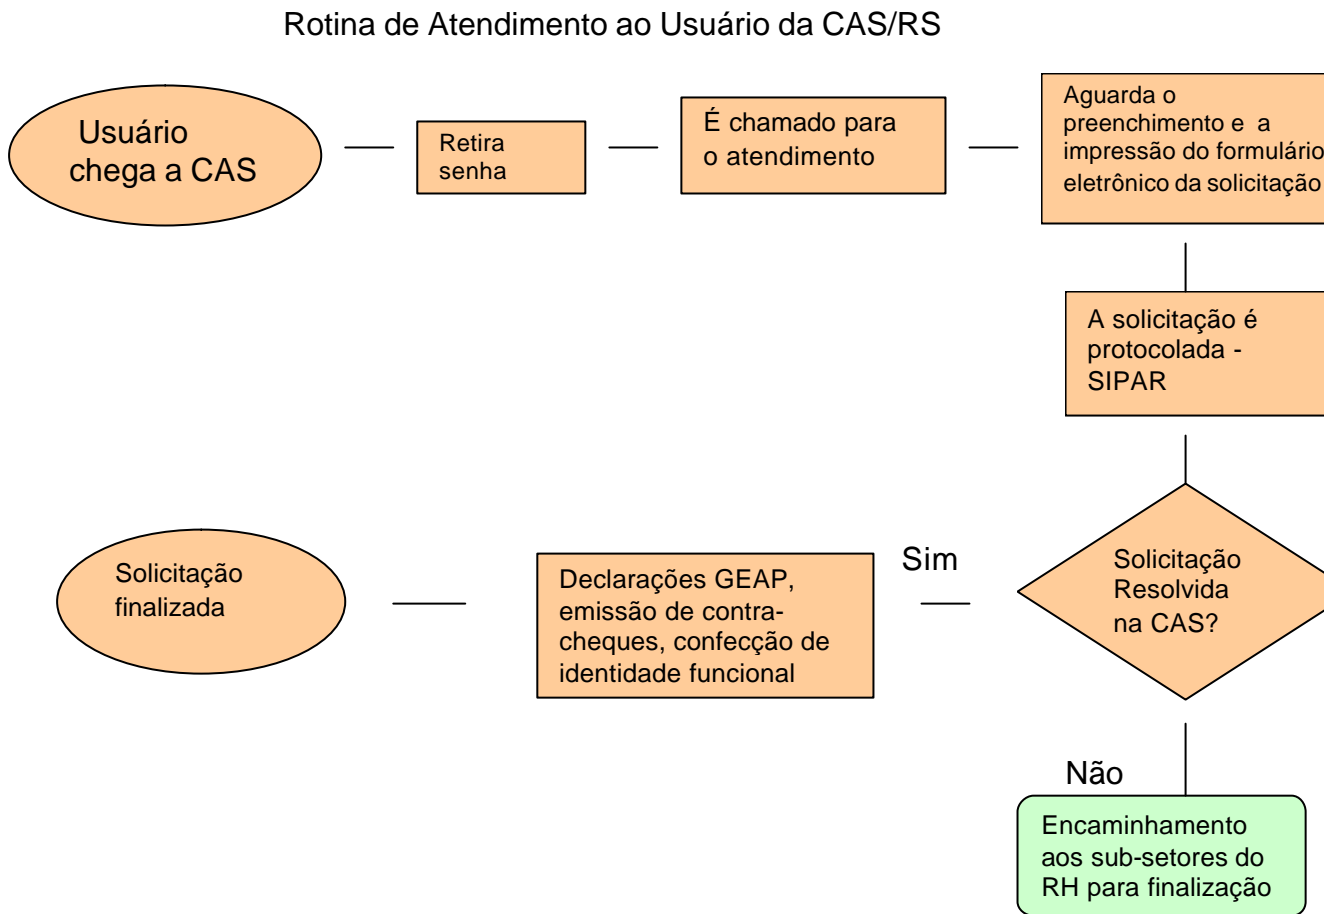 Rotina de Atendimento ao Usuário da CAS/RS
Usuário
chega a CAS
Retira
senha
É chamado para
o atendimento
Aguarda o
preenchimento e a
impressão do formulário
eletrônico da solicitação
A solicitação é
protocolada -
SIPAR
Solicitação
Resolvida
na CAS?
Sim
Declarações GEAP,
emissão de contra-
cheques, confecção de
identidade funcional
Solicitação
finalizada
Não
Encaminhamento
aos sub-setores do
RH para finalização